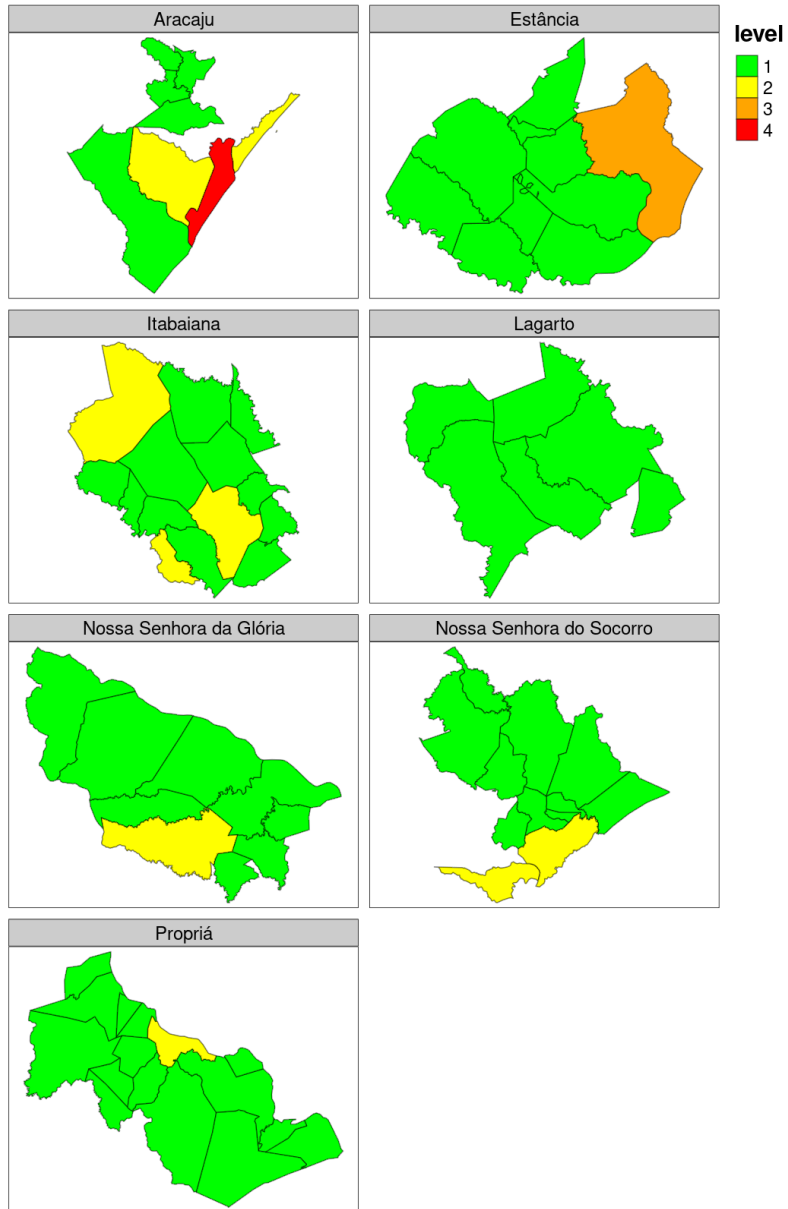 Aracaju
Estância
level
1
2
3
4
Itabaiana
Lagarto
Nossa Senhora da Glória
Nossa Senhora do Socorro
Propriá